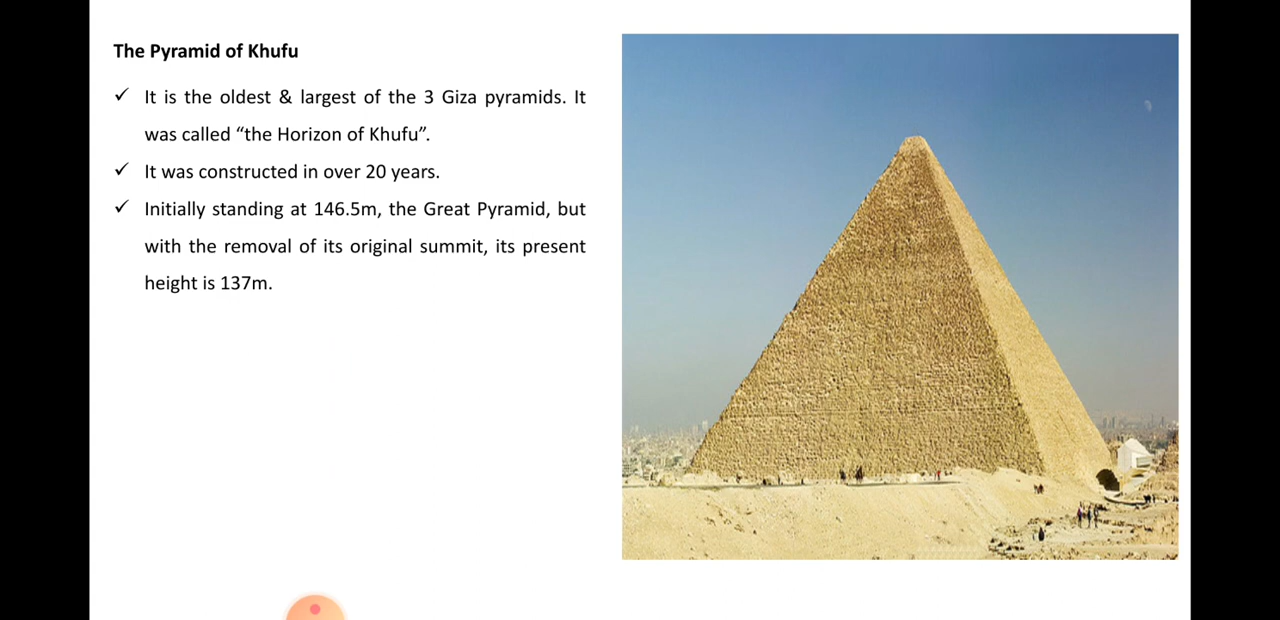 The Pyramid of Khufu
✓ It is the oldest & largest of the 3 Giza pyramids. It
was called “the Horizon of Khufu”.
✓ It was constructed in over 20 years.
✓ Initially standing at 146.5m, the Great Pyramid, but
with the removal of its original summit, its present
height is 137m.